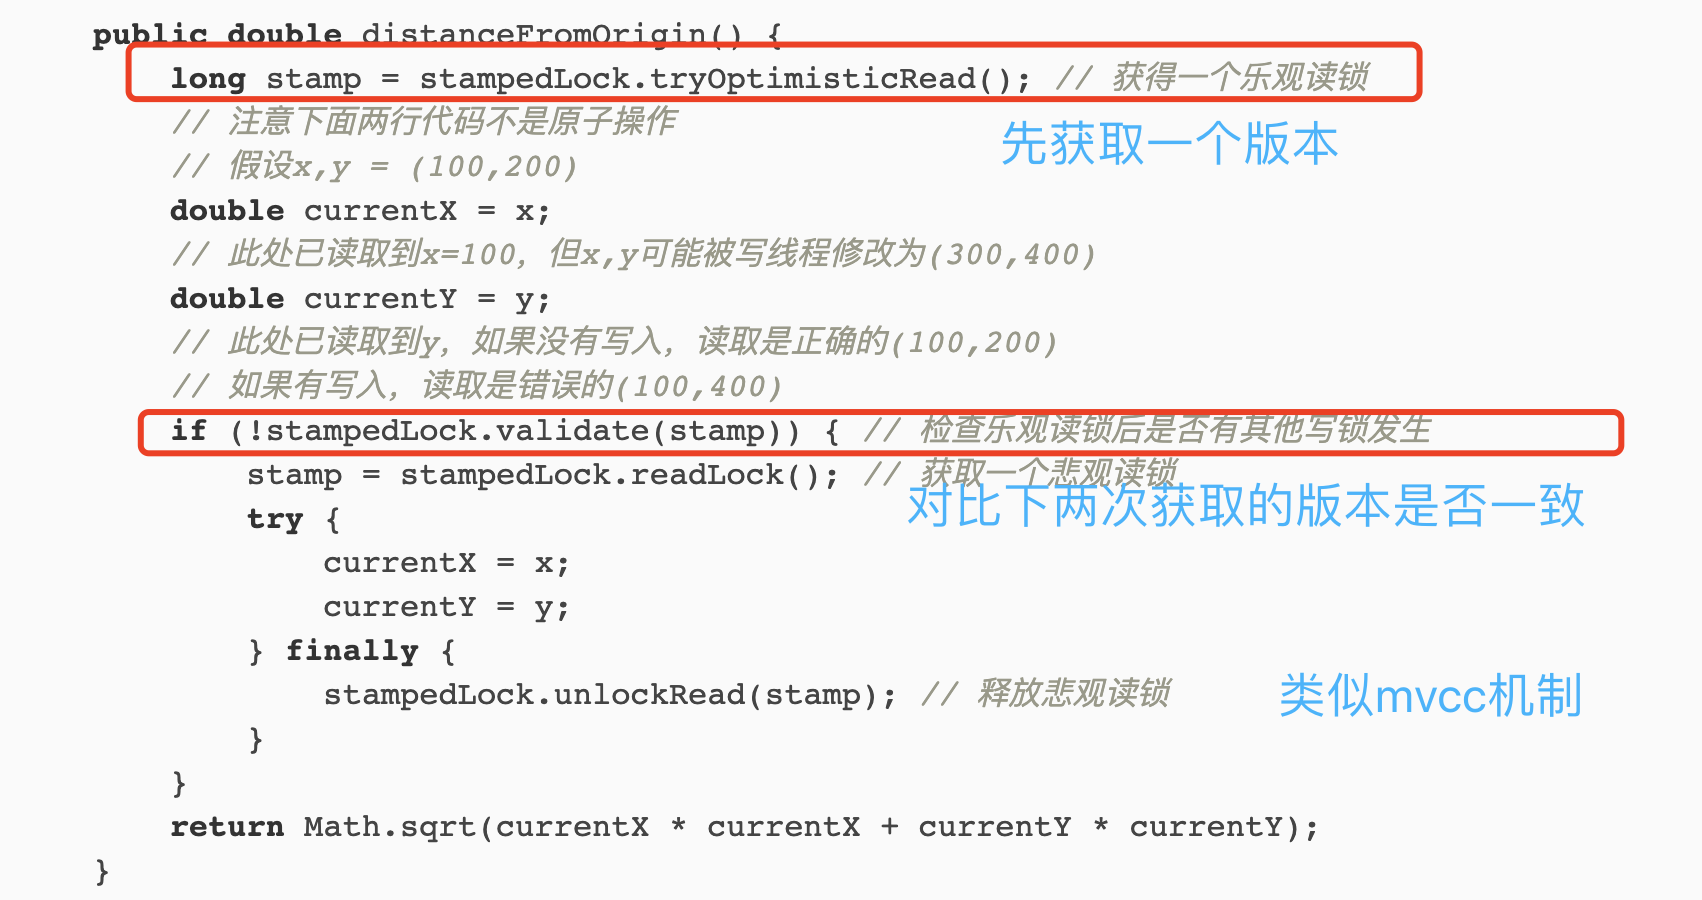 public double distanceFromOrigin() {
long stamp = stampedLock.tryOptimisticRead(); // 获得一个乐观读锁
// 注意下面两行代码不是原子操作
先获取一个版本
// 假设x,y = (100,200)
double currentX = x;
// 此处已读取到x=100，但x,y可能被写线程修改为(300,400)
double currentY = y;
// 此处已读取到y，如果没有写入，读取是正确的(100,200)
// 如果有写入，读取是错误的(100,400)
if (!stampedLock.validate(stamp)) { // 检查乐观读锁后是否有其他写锁发生
stamp = stampedLock.readLock(); // 获取一个悲观读锁
对比下两次获取的版本是否一致
try {
currentX = x;
currentY = y;
} finally {
stampedLock.unlockRead(stamp); // 释放悲观读锁
类似mvcc机制
}
}
return Math.sqrt(currentX * currentX + currentY * currentY);
}